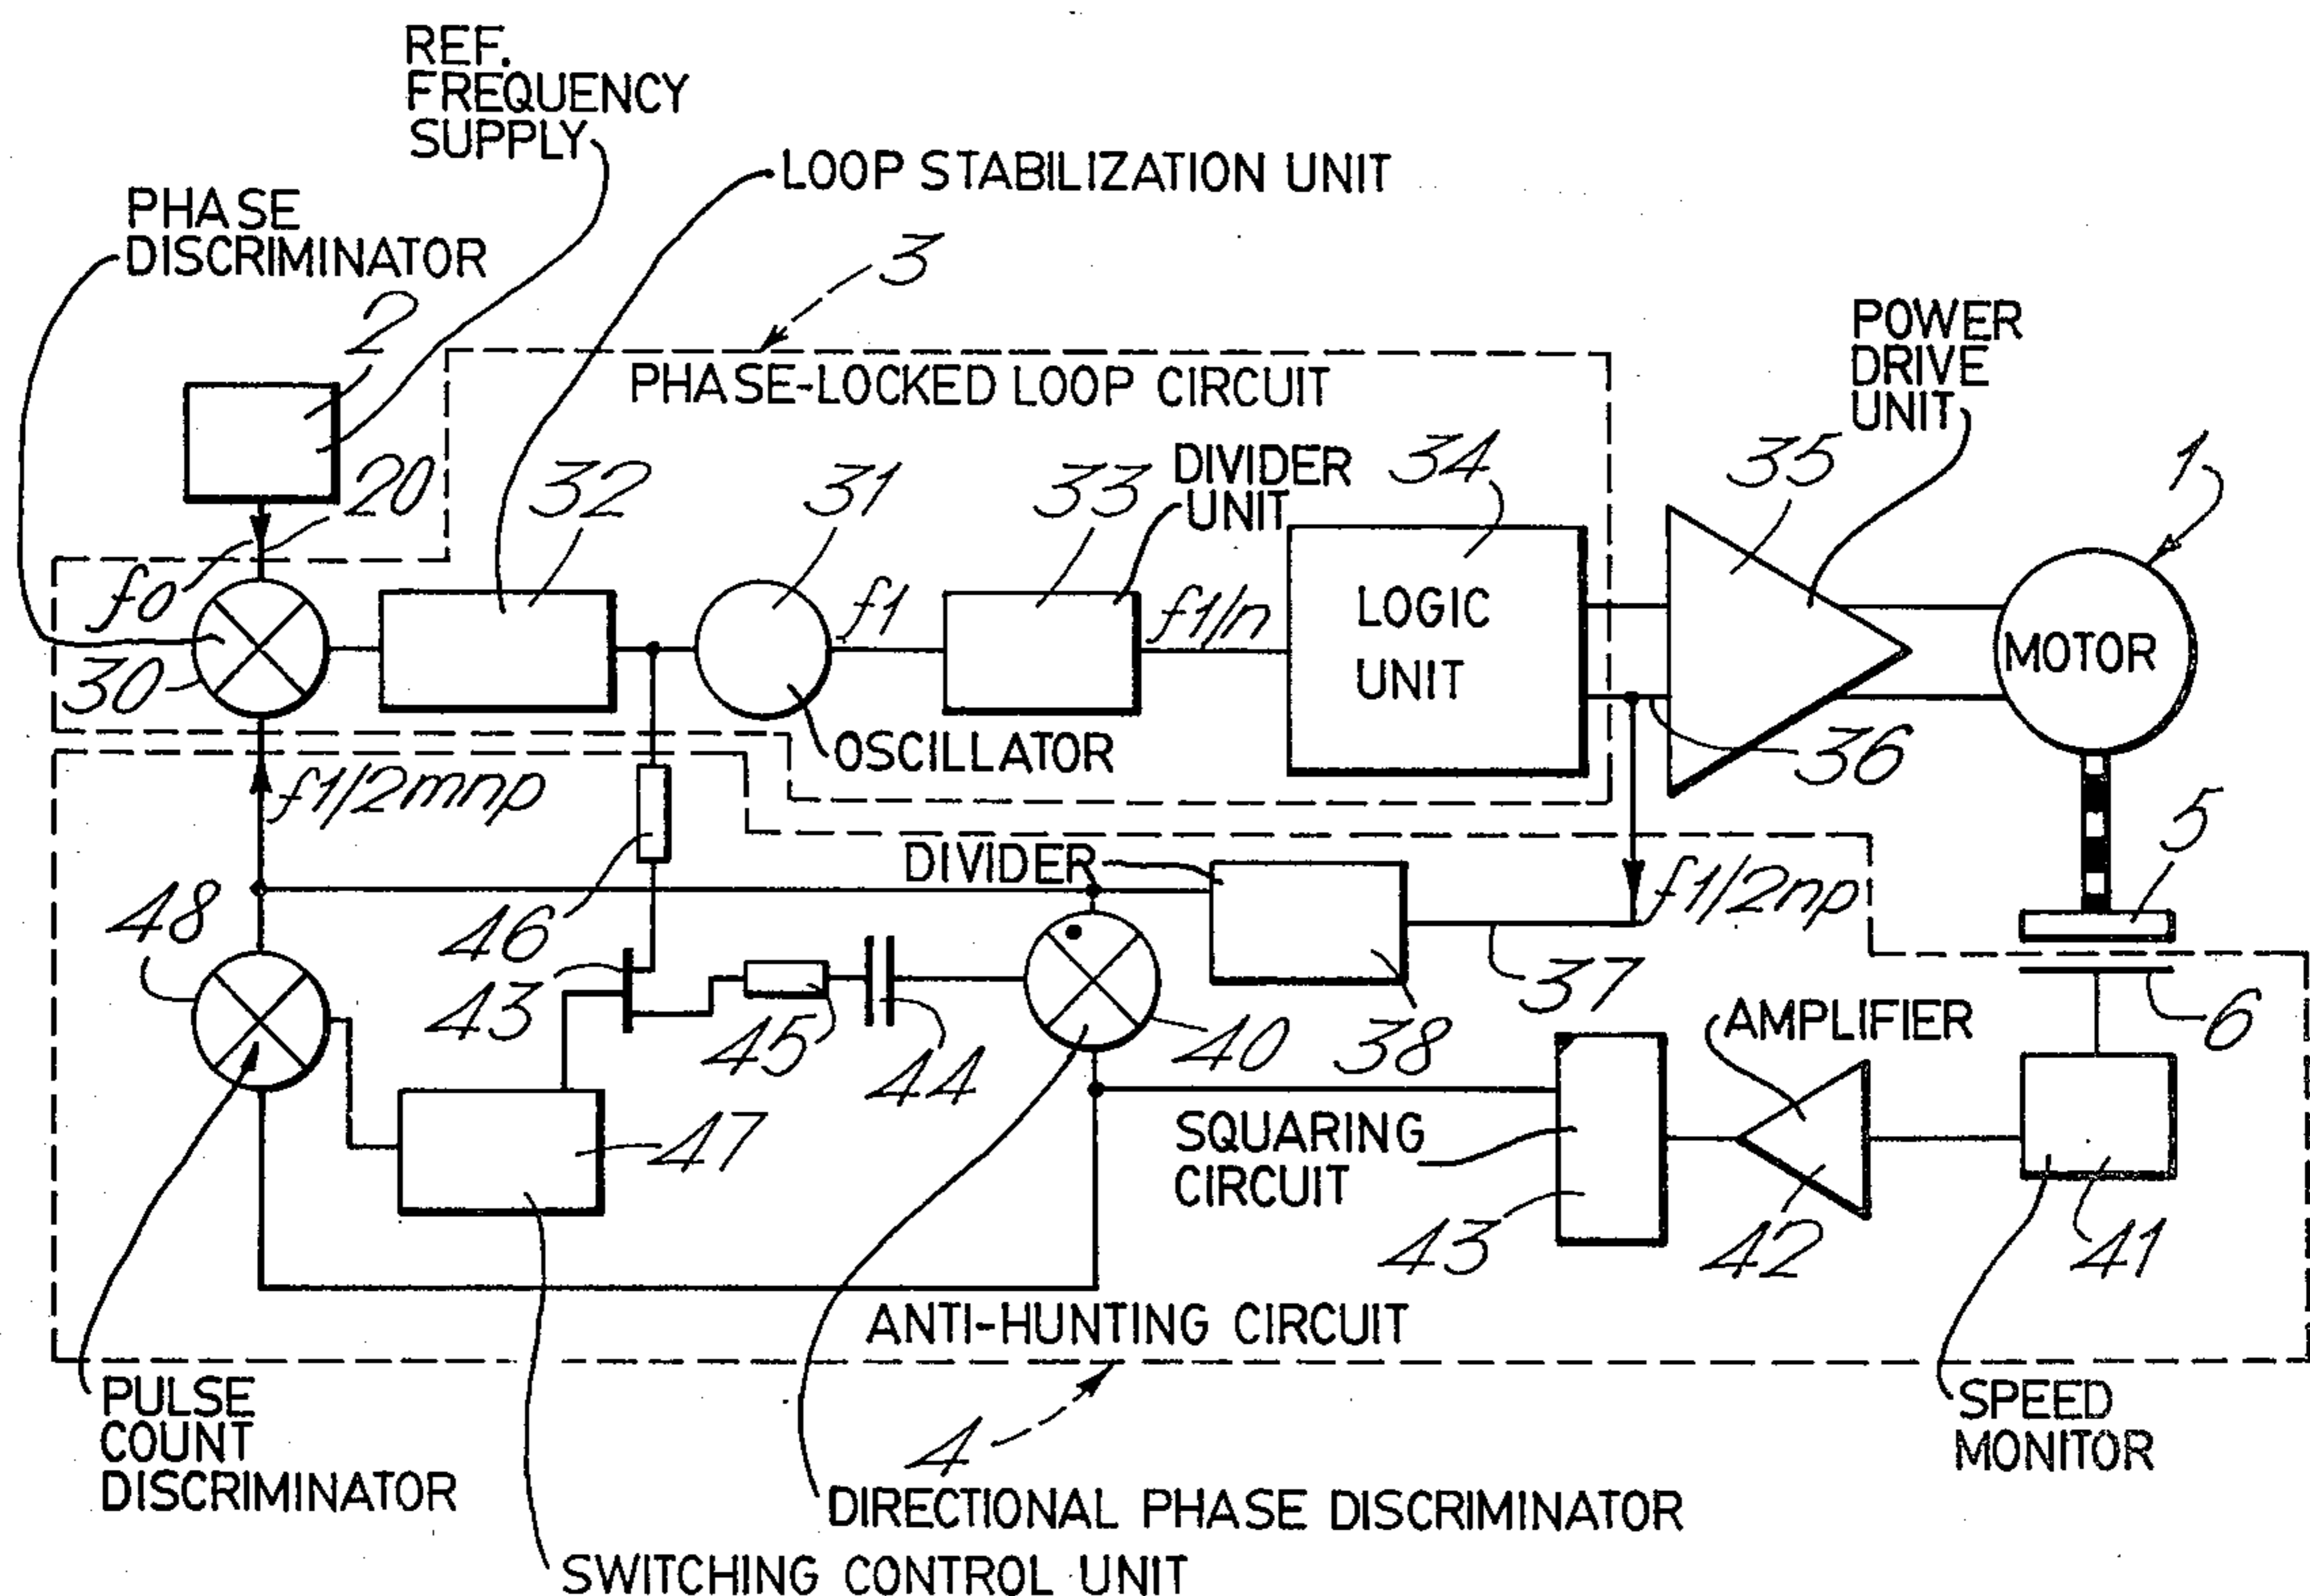 REF.
FREQUENCY
SUPPLY
LOOP STABILIZATION UNIT
PHASE
DISCRIMINATOR
3
2
POWER
DRIVE
UNIT
PHASE-LOCKED LOOP CIRCUIT
20
32
31
33
DIVIDER
UNIT
34
35
1
f0
f1
f1/n
LOGIC
UNIT
MOTOR
30
OSCILLATOR
36
f1/2mnp
5
DIVIDER
f1/2np
48
46
43
45
44
40
38
37
6
AMPLIFIER
47
SQUARING
CIRCUIT
43
42
41
ANTI-HUNTING CIRCUIT
PULSE
COUNT
DISCRIMINATOR
4
SPEED
MONITOR
DIRECTIONAL PHASE DISCRIMINATOR
SWITCHING CONTROL UNIT